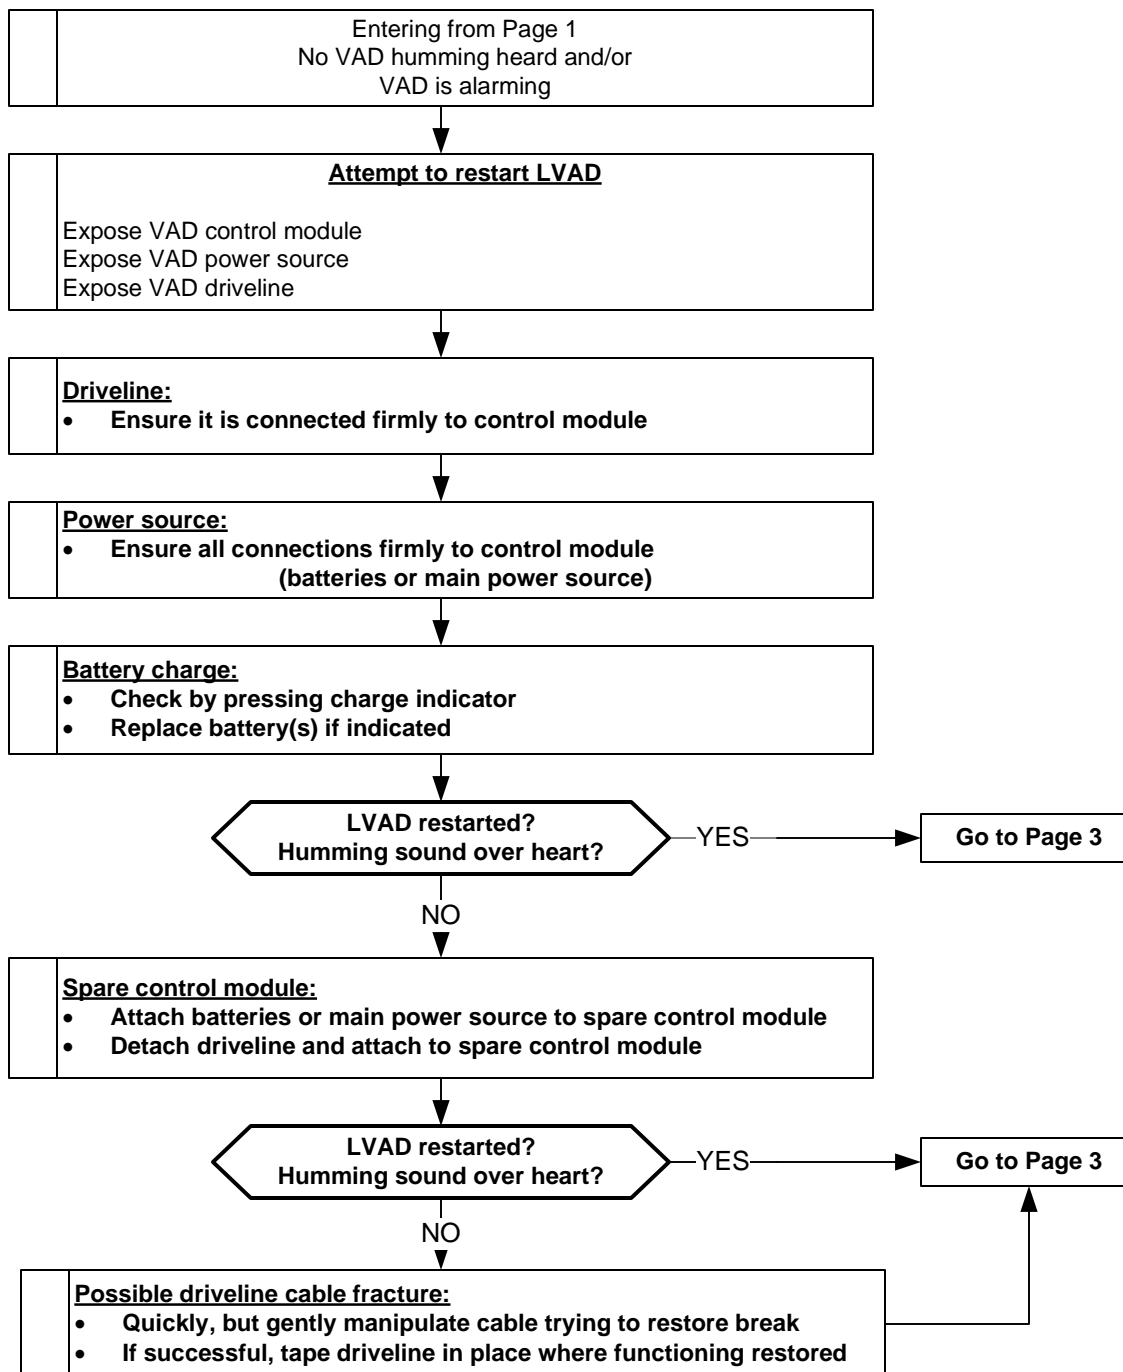 Entering from Page 1
No VAD humming heard and/or
VAD is alarming
Attempt to restart LVAD
Expose VAD control module
Expose VAD power source
Expose VAD driveline
Driveline:
• Ensure it is connected firmly to control module
Power source:
• Ensure all connections firmly to control module
(batteries or main power source)
Battery charge:
• Check by pressing charge indicator
• Replace battery(s) if indicated
LVAD restarted?
Humming sound over heart?
YES
Go to Page 3
NO
Spare control module:
• Attach batteries or main power source to spare control module
• Detach driveline and attach to spare control module
LVAD restarted?
Humming sound over heart?
YES
Go to Page 3
NO
Possible driveline cable fracture:
• Quickly, but gently manipulate cable trying to restore break
• If successful, tape driveline in place where functioning restored